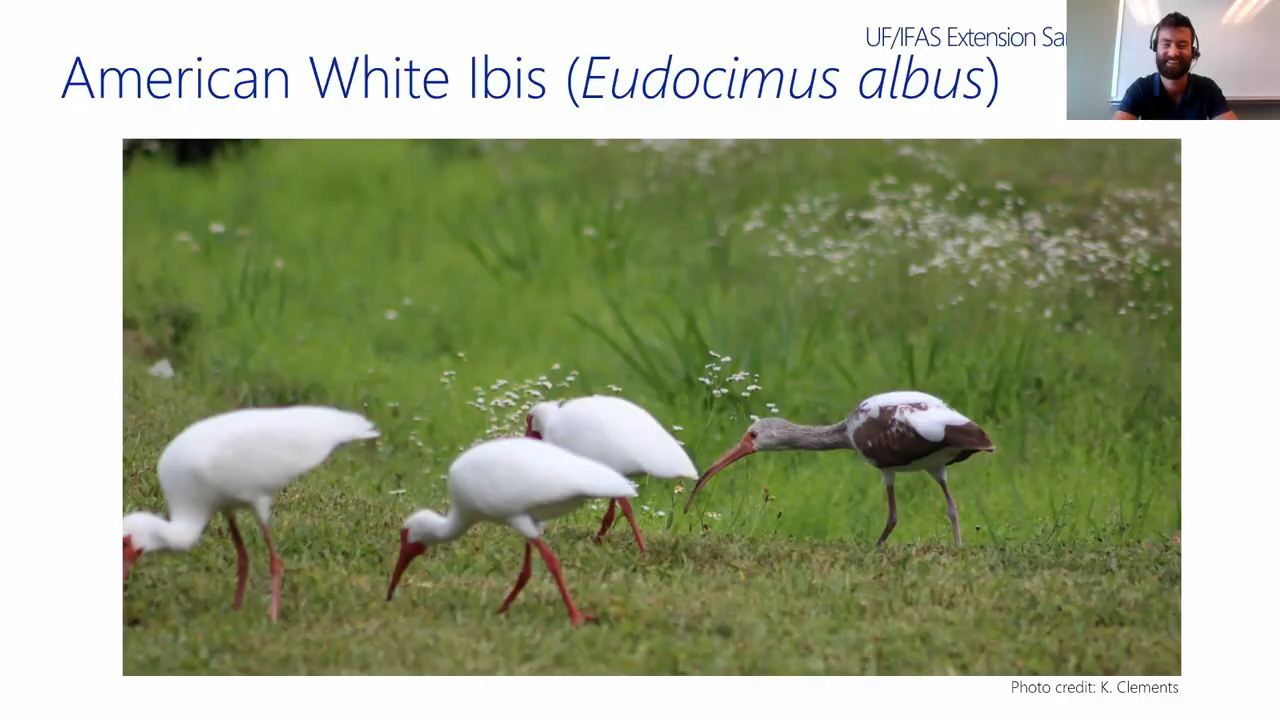 UF/IFAS Extension
American White Ibis (Eudocimus albus)
Photo credit: K. Clements